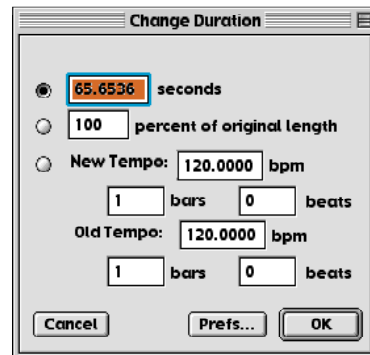 Change Duration
65.6536 seconds
100 percent of original length
New Tempo: 120.0000 bpm
1 bars 0 beats
Old Tempo: 120.0000 bpm
1 bars 0 beats
Cancel Prefs... OK